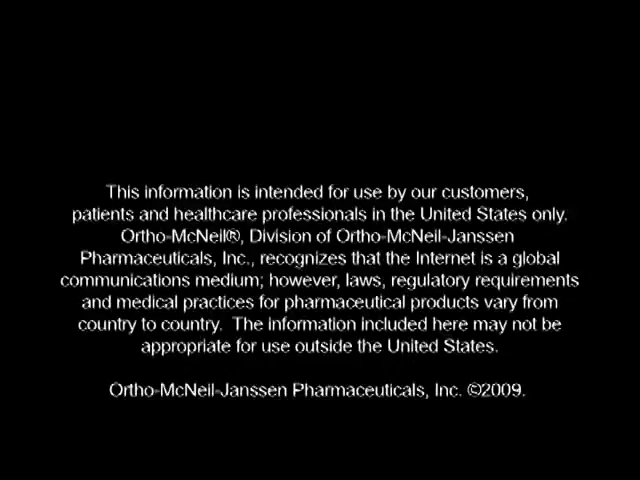 This information is intended for use by our customers,
patients and healthcare professionals in the United States only.
Ortho-McNeil®, Division of Ortho-McNeil-Janssen
Pharmaceuticals, Inc., recognizes that the Internet is a global
communications medium; however, laws, regulatory requirements
and medical practices for pharmaceutical products vary from
country to country. The information included here may not be
appropriate for use outside the United States.
Ortho-McNeil-Janssen Pharmaceuticals, Inc. ©2009.